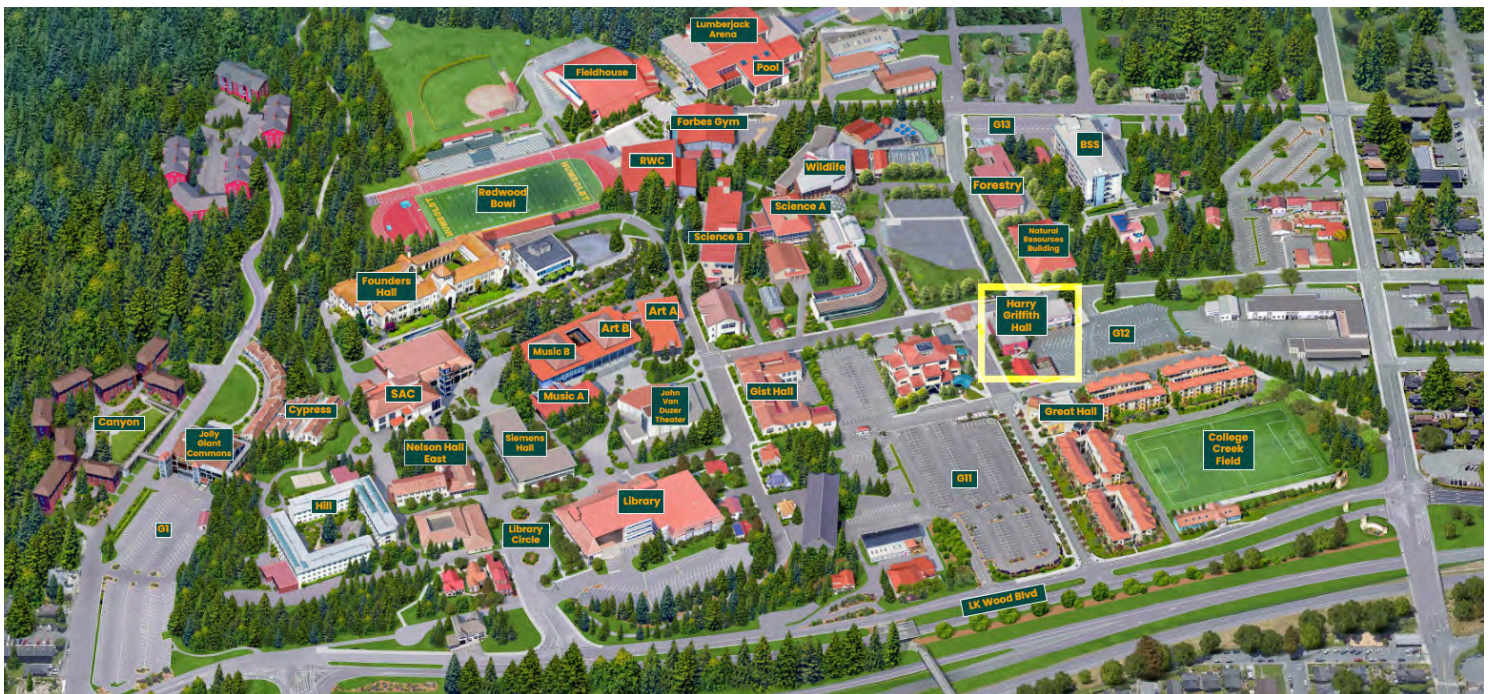 Lumberjack
Arena
Pool
Fieldhouse
Forbes Gym
G13
BSS
RWC
Wildlife
Redwood
Bowl
HUMBOLDT
HUMBOLDT
Forestry
Science A
Science B
Natural
Resources
Building
Founders
Hall
Art A
Art B
Music B
Harry
Griffith
Hall
G12
SAC
Music A
John
Van
Duzer
Theater
Gist Hall
Cypress
Great Hall
Canyon
Jolly
Giant
Commons
Nelson Hall
East
Siemens
Hall
College
Creek
Field
G11
Hill
Library
G1
Library
Circle
LK Wood Blvd